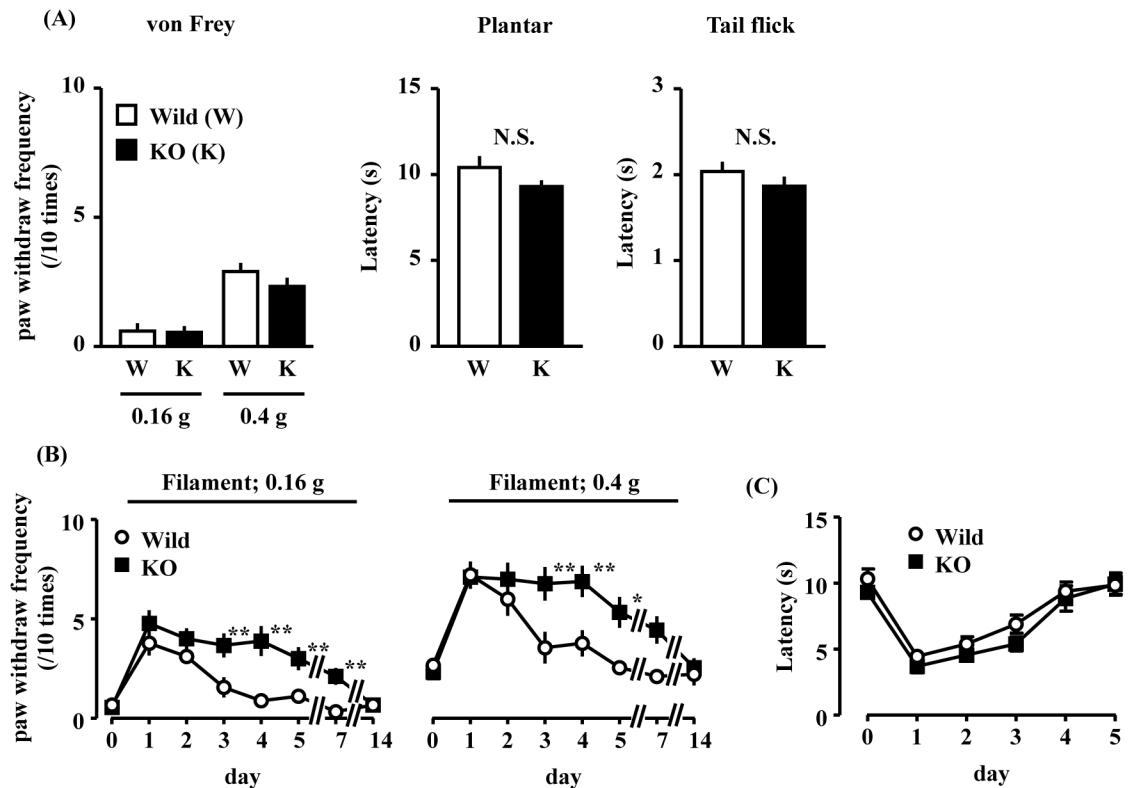 (A)
von Frey
Plantar
Tail flick
paw withdraw frequency
(/10 times)
10
5
0
Wild (W)
KO (K)
W K W K
0.16 g 0.4 g
Latency (s)
15
10
5
0
N.S.
W K
Latency (s)
3
2
1
0
N.S.
W K
(B)
Filament; 0.16 g
paw withdraw frequency
(/10 times)
10
5
0
Wild
KO
** ** ** **
0 1 2 3 4 5 7 14
day
Filament; 0.4 g
** ** *
0 1 2 3 4 5 7 14
day
(C)
Latency (s)
15
10
5
0
Wild
KO
0 1 2 3 4 5
day